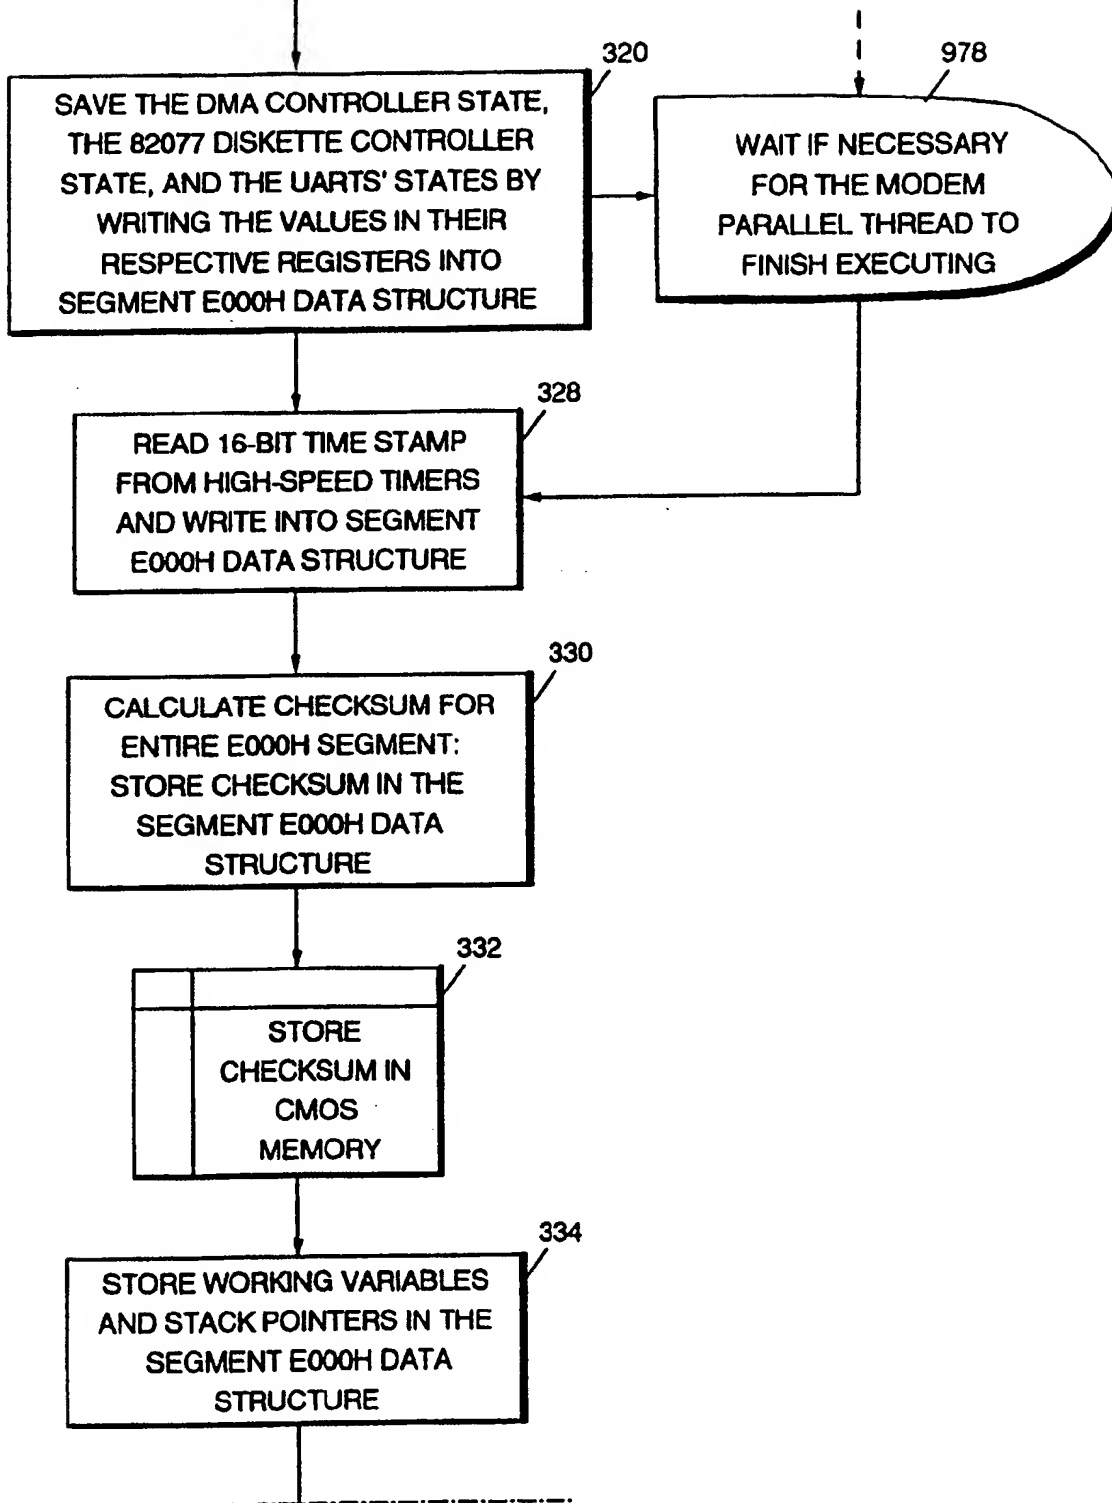 320
978
SAVE THE DMA CONTROLLER STATE,
THE 82077 DISKETTE CONTROLLER
STATE, AND THE UARTS' STATES BY
WRITING THE VALUES IN THEIR
RESPECTIVE REGISTERS INTO
SEGMENT E000H DATA STRUCTURE
WAIT IF NECESSARY
FOR THE MODEM
PARALLEL THREAD TO
FINISH EXECUTING
328
READ 16-BIT TIME STAMP
FROM HIGH-SPEED TIMERS
AND WRITE INTO SEGMENT
E000H DATA STRUCTURE
330
CALCULATE CHECKSUM FOR
ENTIRE E000H SEGMENT:
STORE CHECKSUM IN THE
SEGMENT E000H DATA
STRUCTURE
332
STORE
CHECKSUM IN
CMOS
MEMORY
334
STORE WORKING VARIABLES
AND STACK POINTERS IN THE
SEGMENT E000H DATA
STRUCTURE